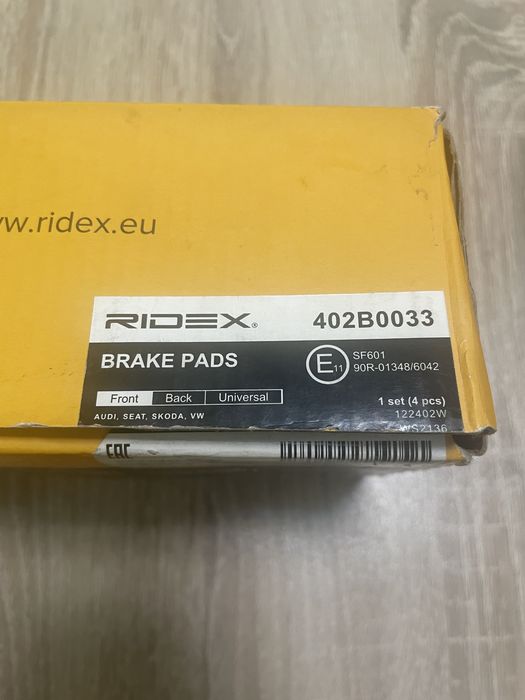 w.ridex.eu
RIDEX® 402B0033
BRAKE PADS
E11 SF601
90R-01348/6042
Front Back Universal
1 set (4 pcs)
AUDI, SEAT, SKODA, VW
122402W
WS2136
EAC